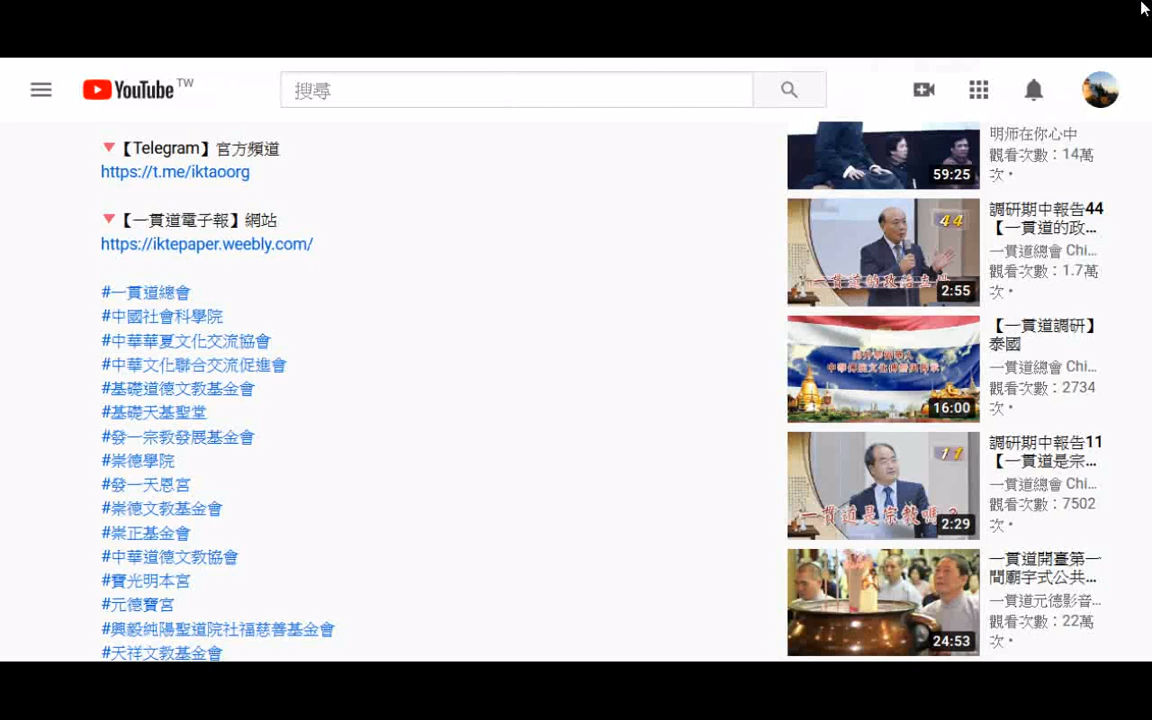 YouTube TW
搜尋
【Telegram】官方頻道
https://t.me/iktaoorg
【一貫道電子報】網站
https://iktepaper.weebly.com/
#一貫道總會
#中國社會科學院
#中華華夏文化交流協會
#中華文化聯合交流促進會
#基礎道德文教基金會
#基礎天基聖堂
#發一宗教發展基金會
#崇德學院
#發一天恩宮
#崇德文教基金會
#崇正基金會
#中華道德文教協會
#寶光明本宮
#元德寶宮
#興毅純陽聖道院社福慈善基金會
#天祥文教基金會
59:25
明师在你心中
觀看次數：14萬
次・
44
2:55
調研期中報告44
【一貫道的政...
一貫道總會 Chi...
觀看次數：1.7萬
次・
16:00
【一貫道調研】
泰國
一貫道總會 Chi...
觀看次數：2734
次・
11
一貫道是宗教嗎？
2:29
調研期中報告11
【一貫道是宗...
一貫道總會 Chi...
觀看次數：7502
次・
24:53
一貫道開臺第一
間廟宇式公共...
一貫道元德影音...
觀看次數：22萬
次・